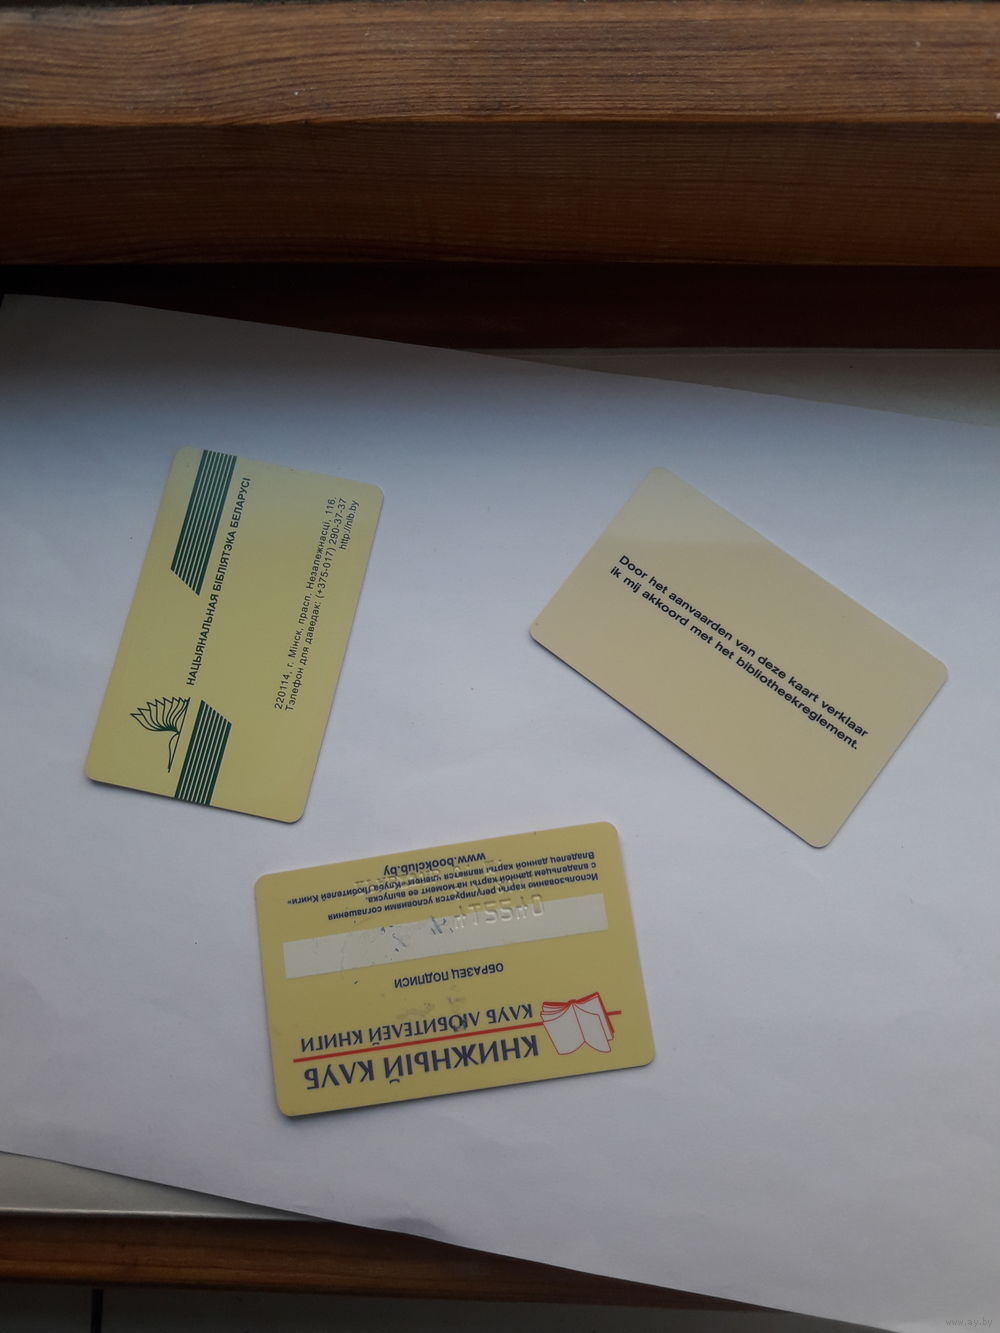 НАЦЫЯНАЛЬНАЯ БІБЛІЯТЭКА БЕЛАРУСІ
220114, г. Мінск, прасп. Незалежнасці, 116,
Тэлефон для даведак: (+375-017) 290-37-37
http://nlb.by
Door het aanvaarden van deze kaart verklaar
ik mij akkoord met het bibliotheekreglement.
КНИЖНЫЙ КЛУБ
КЛУБ ЛЮБИТЕЛЕЙ КНИГИ
ОБРАЗЕЦ ПОДПИСИ
Использование карты регулируется условиями соглашения
с владельцем данной карты на момент ее выпуска.
Владелец данной карты является членом «Клуба Любителей Книги»
www.bookclub.by
www.ay.by